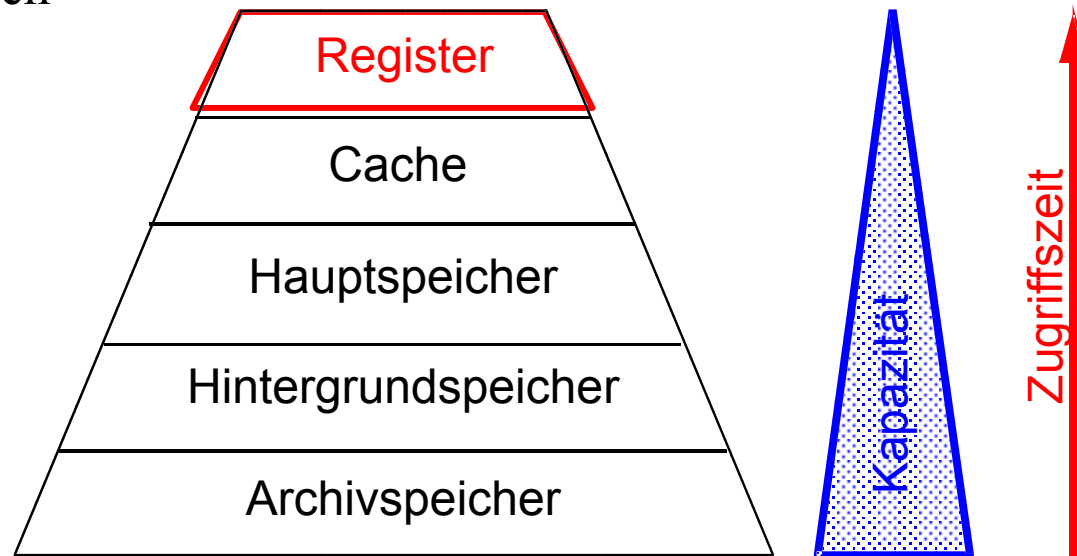 Register
Cache
Hauptspeicher
Hintergrundspeicher
Archivspeicher
Kapazität
Zugriffszeit